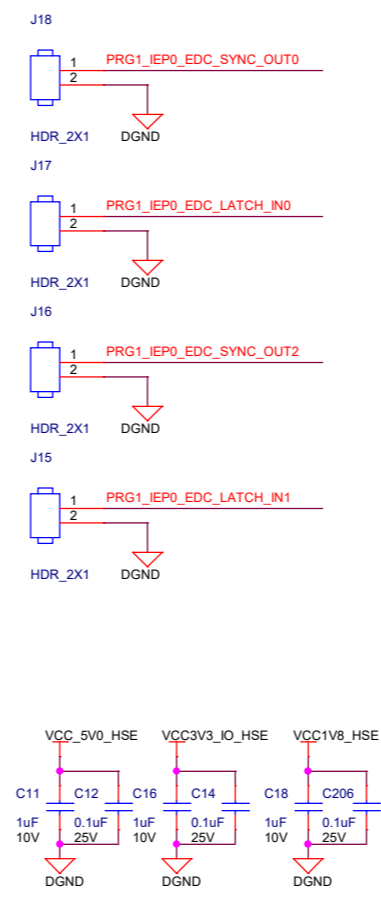 J18
1 PRG1_IEP0_EDC_SYNC_OUT0
2
HDR_2X1 DGND
J17
1 PRG1_IEP0_EDC_LATCH_IN0
2
HDR_2X1 DGND
J16
1 PRG1_IEP0_EDC_SYNC_OUT2
2
HDR_2X1 DGND
J15
1 PRG1_IEP0_EDC_LATCH_IN1
2
HDR_2X1 DGND
VCC_5V0_HSE VCC3V3_IO_HSE VCC1V8_HSE
C11 C12 C16 C14 C18 C206
1uF 0.1uF 1uF 0.1uF 1uF 0.1uF
10V 25V 10V 25V 10V 25V
DGND DGND DGND